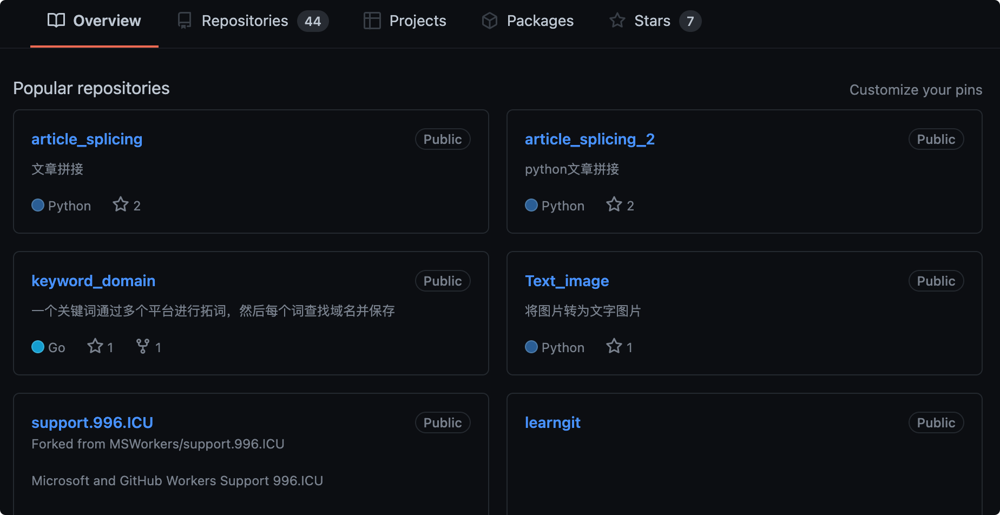 Overview Repositories 44 Projects Packages Stars 7
Popular repositories
Customize your pins
article_splicing Public
文章拼接
Python 2
article_splicing_2 Public
python文章拼接
Python 2
keyword_domain Public
一个关键词通过多个平台进行拓词，然后每个词查找域名并保存
Go 1 1
Text_image Public
将图片转为文字图片
Python 1
support.996.ICU Public
Forked from MSWorkers/support.996.ICU
Microsoft and GitHub Workers Support 996.ICU
learngit Public